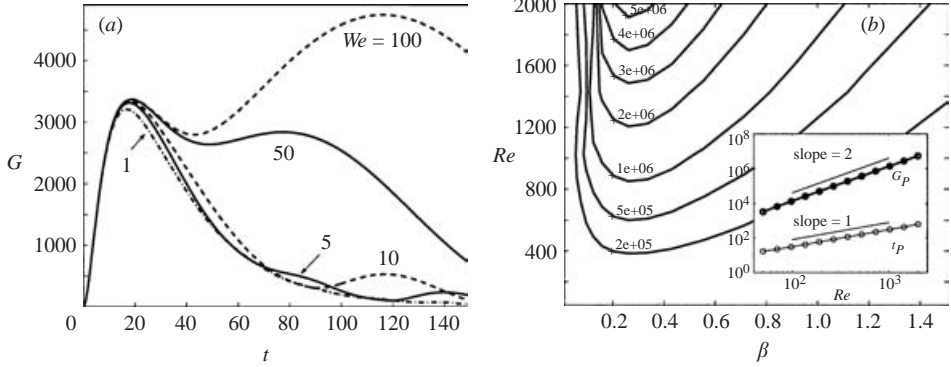 (a)
We = 100
4000
3000
G
2000
1000
0
1
50
5
10
0 20 40 60 80 100 120 140
t
(b)
2000
1600
Re
1200
800
400
5e+06
4e+06
3e+06
2e+06
1e+06
5e+05
2e+05
0.2 0.4 0.6 0.8 1.0 1.2 1.4
β
10^8
10^6
10^4
10^2
10^0
slope = 2
G_P
slope = 1
t_P
10^2 10^3
Re